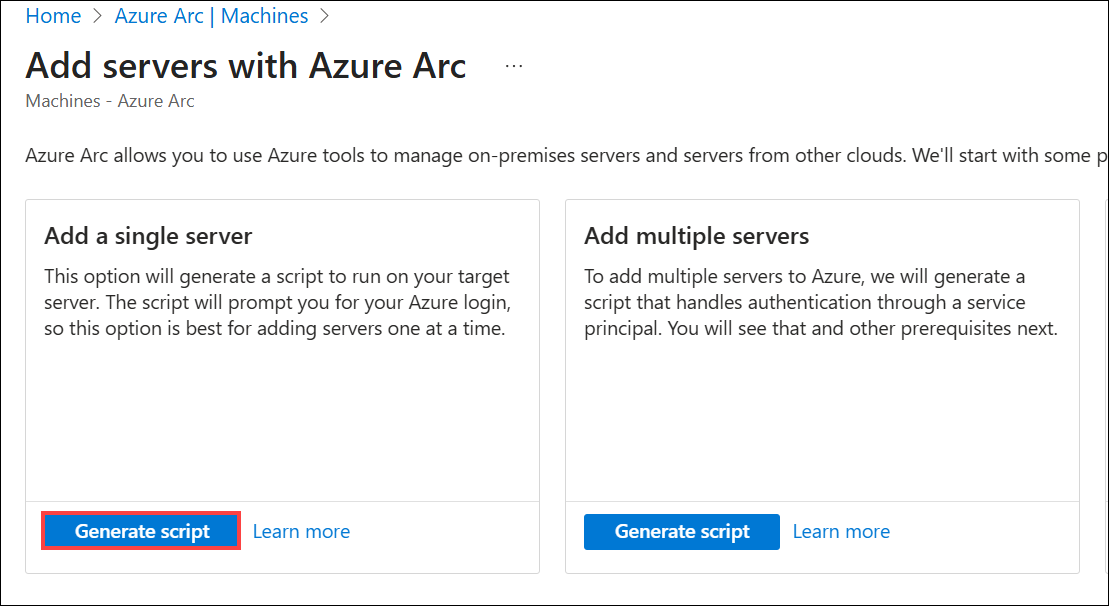 Home > Azure Arc | Machines >
Add servers with Azure Arc ...
Machines - Azure Arc
Azure Arc allows you to use Azure tools to manage on-premises servers and servers from other clouds. We'll start with some p
Add a single server
This option will generate a script to run on your target
server. The script will prompt you for your Azure login,
so this option is best for adding servers one at a time.
Generate script Learn more
Add multiple servers
To add multiple servers to Azure, we will generate a
script that handles authentication through a service
principal. You will see that and other prerequisites next.
Generate script Learn more